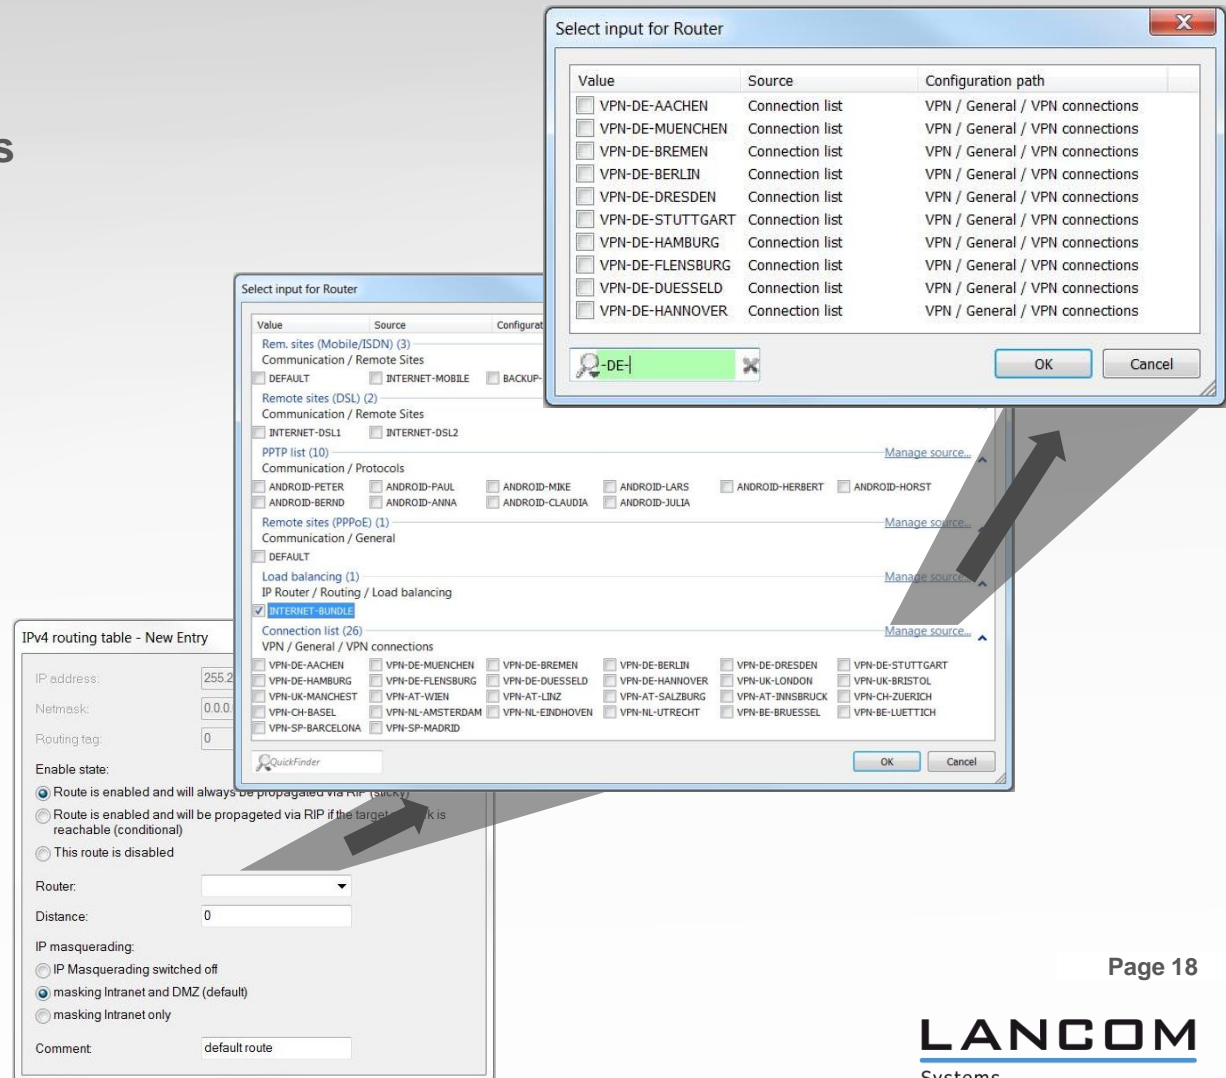 s
Select input for Router
X
Value Source Configuration path
VPN-DE-AACHEN Connection list VPN / General / VPN connections
VPN-DE-MUENCHEN Connection list VPN / General / VPN connections
VPN-DE-BREMEN Connection list VPN / General / VPN connections
VPN-DE-BERLIN Connection list VPN / General / VPN connections
VPN-DE-DRESDEN Connection list VPN / General / VPN connections
VPN-DE-STUTTGART Connection list VPN / General / VPN connections
VPN-DE-HAMBURG Connection list VPN / General / VPN connections
VPN-DE-FLENSBURG Connection list VPN / General / VPN connections
VPN-DE-DUESSELD Connection list VPN / General / VPN connections
VPN-DE-HANNOVER Connection list VPN / General / VPN connections
-DE- OK Cancel
Select input for Router
Value Source Configurat
Rem. sites (Mobile/ISDN) (3)
Communication / Remote Sites
DEFAULT INTERNET-MOBILE BACKUP-
Remote sites (DSL) (2)
Communication / Remote Sites
INTERNET-DSL1 INTERNET-DSL2
PPTP list (10) Manage source...
Communication / Protocols
ANDROID-PETER ANDROID-PAUL ANDROID-MIKE ANDROID-LARS ANDROID-HERBERT ANDROID-HORST
ANDROID-BERND ANDROID-ANNA ANDROID-CLAUDIA ANDROID-JULIA
Remote sites (PPPoE) (1) Manage source...
Communication / General
DEFAULT
Load balancing (1) Manage source...
IP Router / Routing / Load balancing
INTERNET-BUNDLE
Connection list (26) Manage source...
VPN / General / VPN connections
VPN-DE-AACHEN VPN-DE-MUENCHEN VPN-DE-BREMEN VPN-DE-BERLIN VPN-DE-DRESDEN VPN-DE-STUTTGART
VPN-DE-HAMBURG VPN-DE-FLENSBURG VPN-DE-DUESSELD VPN-DE-HANNOVER VPN-UK-LONDON VPN-UK-BRISTOL
VPN-UK-MANCHEST VPN-AT-WIEN VPN-AT-LINZ VPN-AT-SALZBURG VPN-AT-INNSBRUCK VPN-CH-ZUERICH
VPN-CH-BASEL VPN-NL-AMSTERDAM VPN-NL-EINDHOVEN VPN-NL-UTRECHT VPN-BE-BRUESSEL VPN-BE-LUETTICH
VPN-SP-BARCELONA VPN-SP-MADRID
QuickFinder OK Cancel
IPv4 routing table - New Entry
IP address: 255.2
Netmask: 0.0.0.
Routing tag: 0
Enable state:
Route is enabled and will always be propagated via RIP (sticky)
Route is enabled and will be propageted via RIP if the target k is
reachable (conditional)
This route is disabled
Router:
Distance: 0
IP masquerading:
IP Masquerading switched off
masking Intranet and DMZ (default)
masking Intranet only
Comment: default route
Page 18
LANCOM
Systems